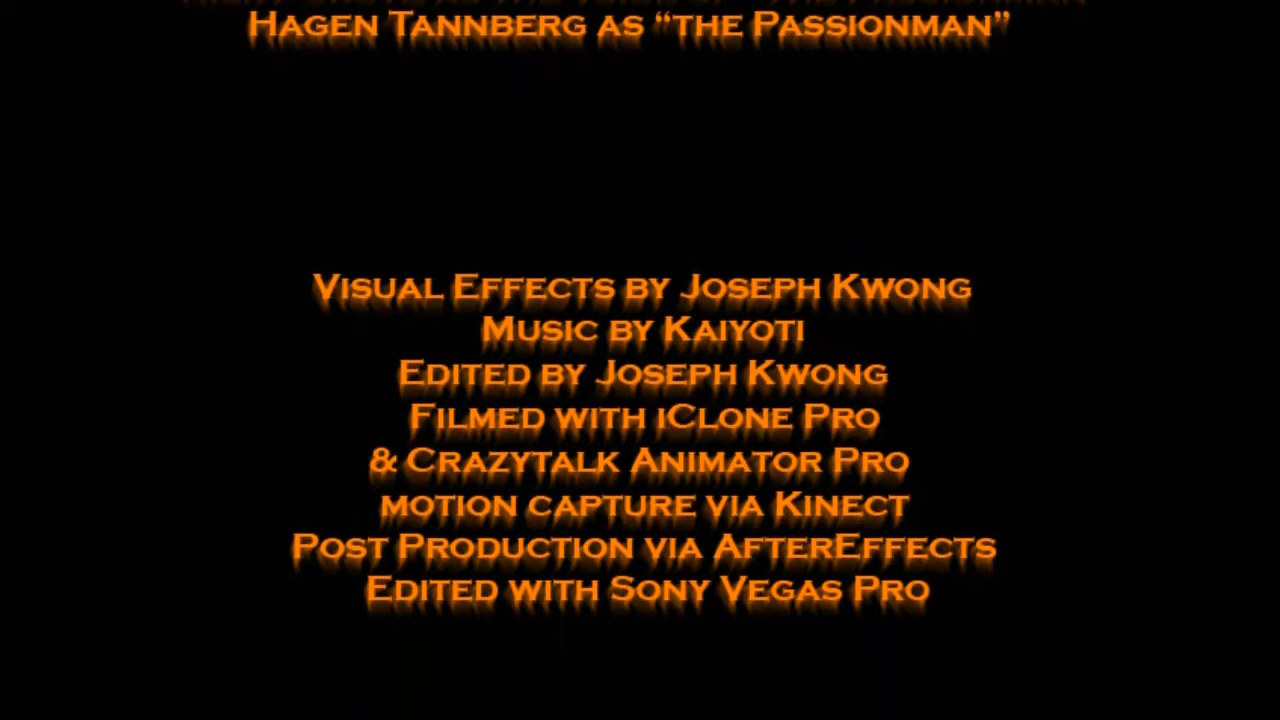 Hagen Tannberg as “the Passionman”
Visual Effects by Joseph Kwong
Music by Kaiyoti
Edited by Joseph Kwong
Filmed with iClone Pro
& Crazytalk Animator Pro
motion capture via Kinect
Post Production via AfterEffects
Edited with Sony Vegas Pro